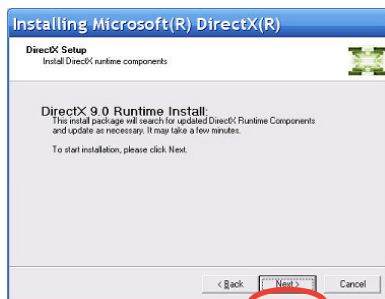 Installing Microsoft(R) DirectX(R)
DirectX Setup
Install DirectX runtime components
DirectX 9.0 Runtime Install:
This install package will search for updated DirectX Runtime Components
and update as necessary. It may take a few minutes.
To start installation, please click Next.
< Back Next > Cancel